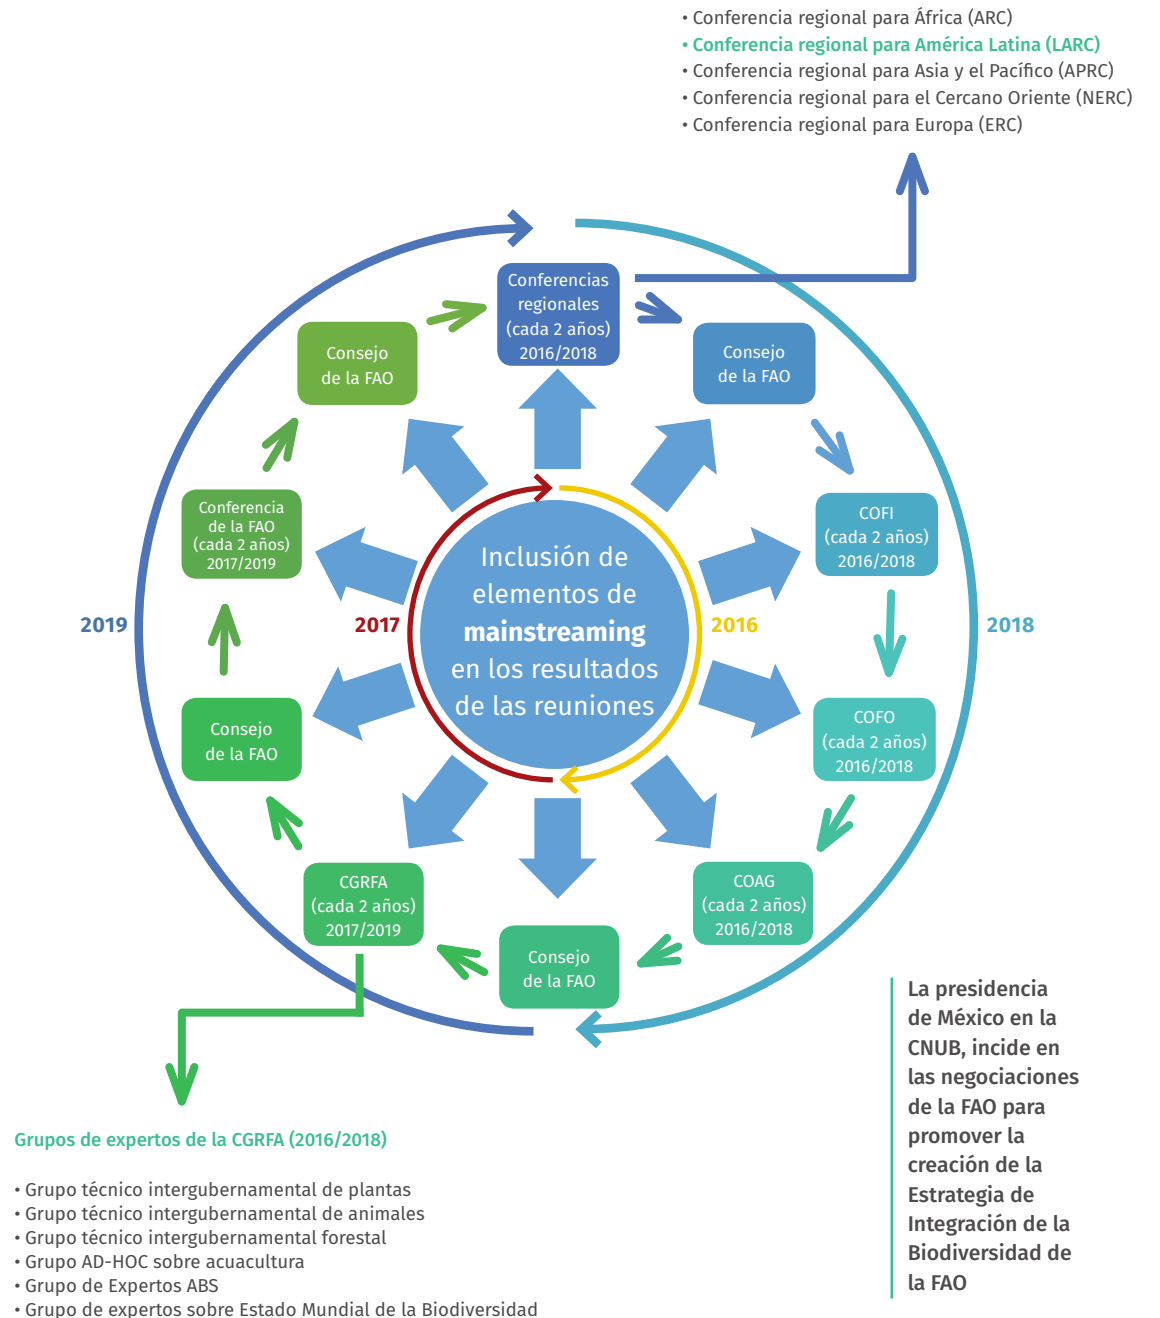 • Conferencia regional para África (ARC)
• Conferencia regional para América Latina (LARC)
• Conferencia regional para Asia y el Pacífico (APRC)
• Conferencia regional para el Cercano Oriente (NERC)
• Conferencia regional para Europa (ERC)
Conferencias
regionales
(cada 2 años)
2016/2018
Consejo
de la FAO
COFI
(cada 2 años)
2016/2018
COFO
(cada 2 años)
2016/2018
COAG
(cada 2 años)
2016/2018
Consejo
de la FAO
CGRFA
(cada 2 años)
2017/2019
Consejo
de la FAO
Conferencia
de la FAO
(cada 2 años)
2017/2019
Consejo
de la FAO
2019
2017
Inclusión de
elementos de
mainstreaming
en los resultados
de las reuniones
2016
2018
La presidencia
de México en la
CNUB, incide en
las negociaciones
de la FAO para
promover la
creación de la
Estrategia de
Integración de la
Biodiversidad de
la FAO
Grupos de expertos de la CGRFA (2016/2018)
• Grupo técnico intergubernamental de plantas
• Grupo técnico intergubernamental de animales
• Grupo técnico intergubernamental forestal
• Grupo AD-HOC sobre acuacultura
• Grupo de Expertos ABS
• Grupo de expertos sobre Estado Mundial de la Biodiversidad